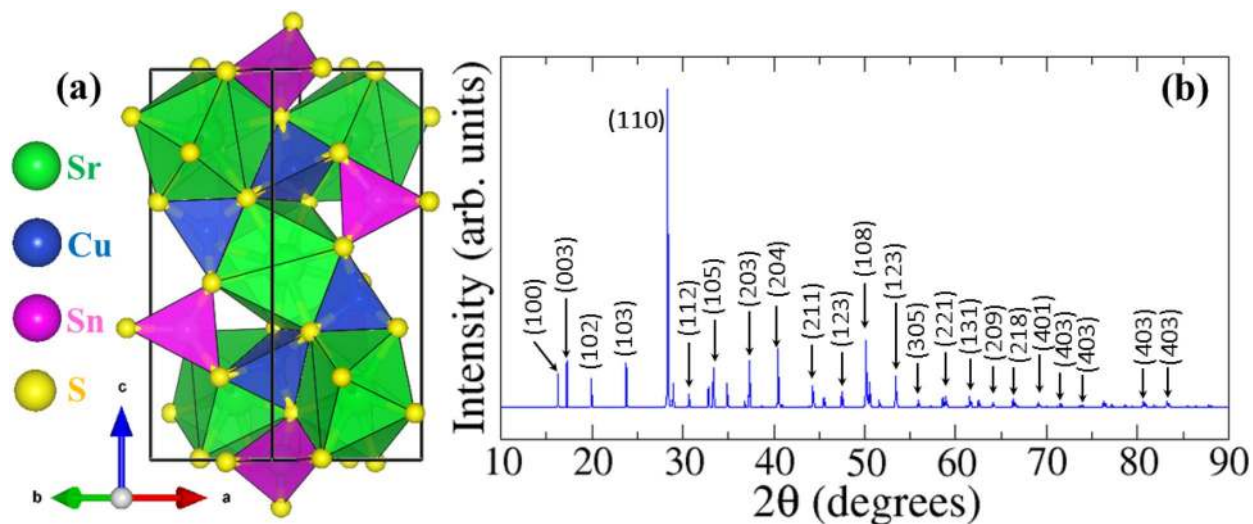 (a)
Sr
Cu
Sn
S
c
b
a
(b)
Intensity (arb. units)
(100)
(003)
(102)
(103)
(110)
(112)
(105)
(203)
(204)
(211)
(123)
(108)
(123)
(305)
(221)
(131)
(209)
(218)
(401)
(403)
(403)
(403)
(403)
10 20 30 40 50 60 70 80 90
2θ (degrees)